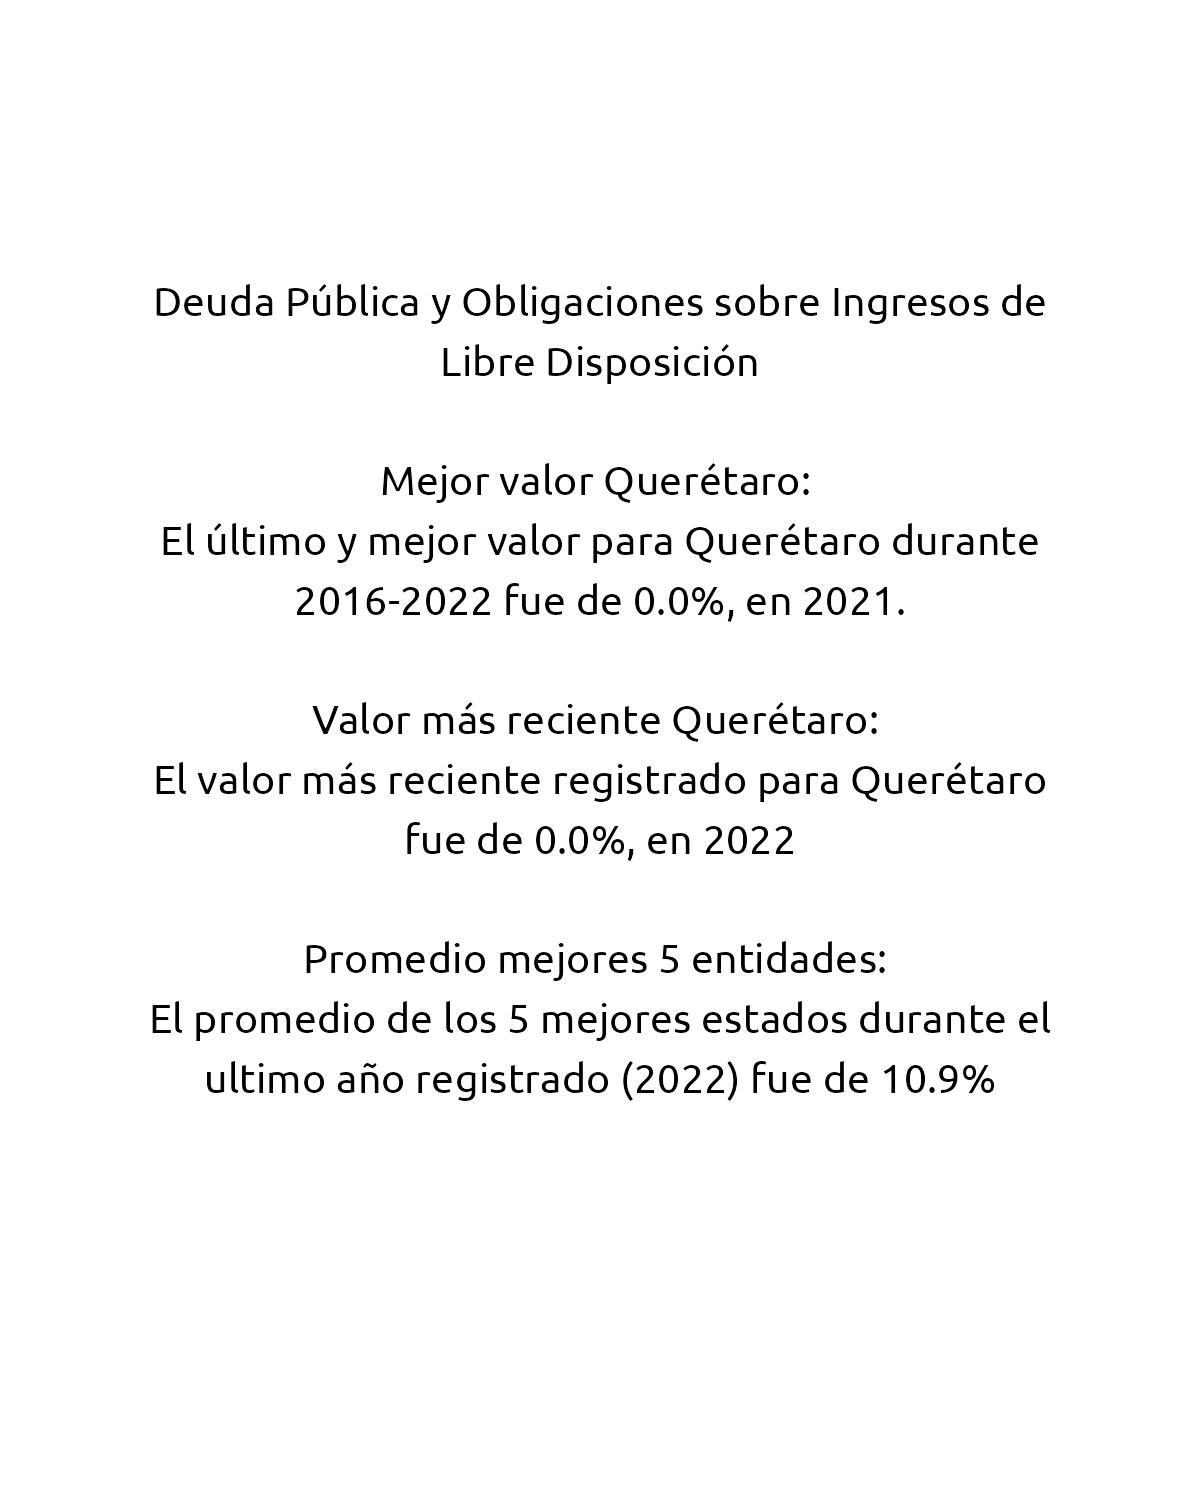 Deuda Pública y Obligaciones sobre Ingresos de
Libre Disposición
Mejor valor Querétaro:
El último y mejor valor para Querétaro durante
2016-2022 fue de 0.0%, en 2021.
Valor más reciente Querétaro:
El valor más reciente registrado para Querétaro
fue de 0.0%, en 2022
Promedio mejores 5 entidades:
El promedio de los 5 mejores estados durante el
ultimo año registrado (2022) fue de 10.9%